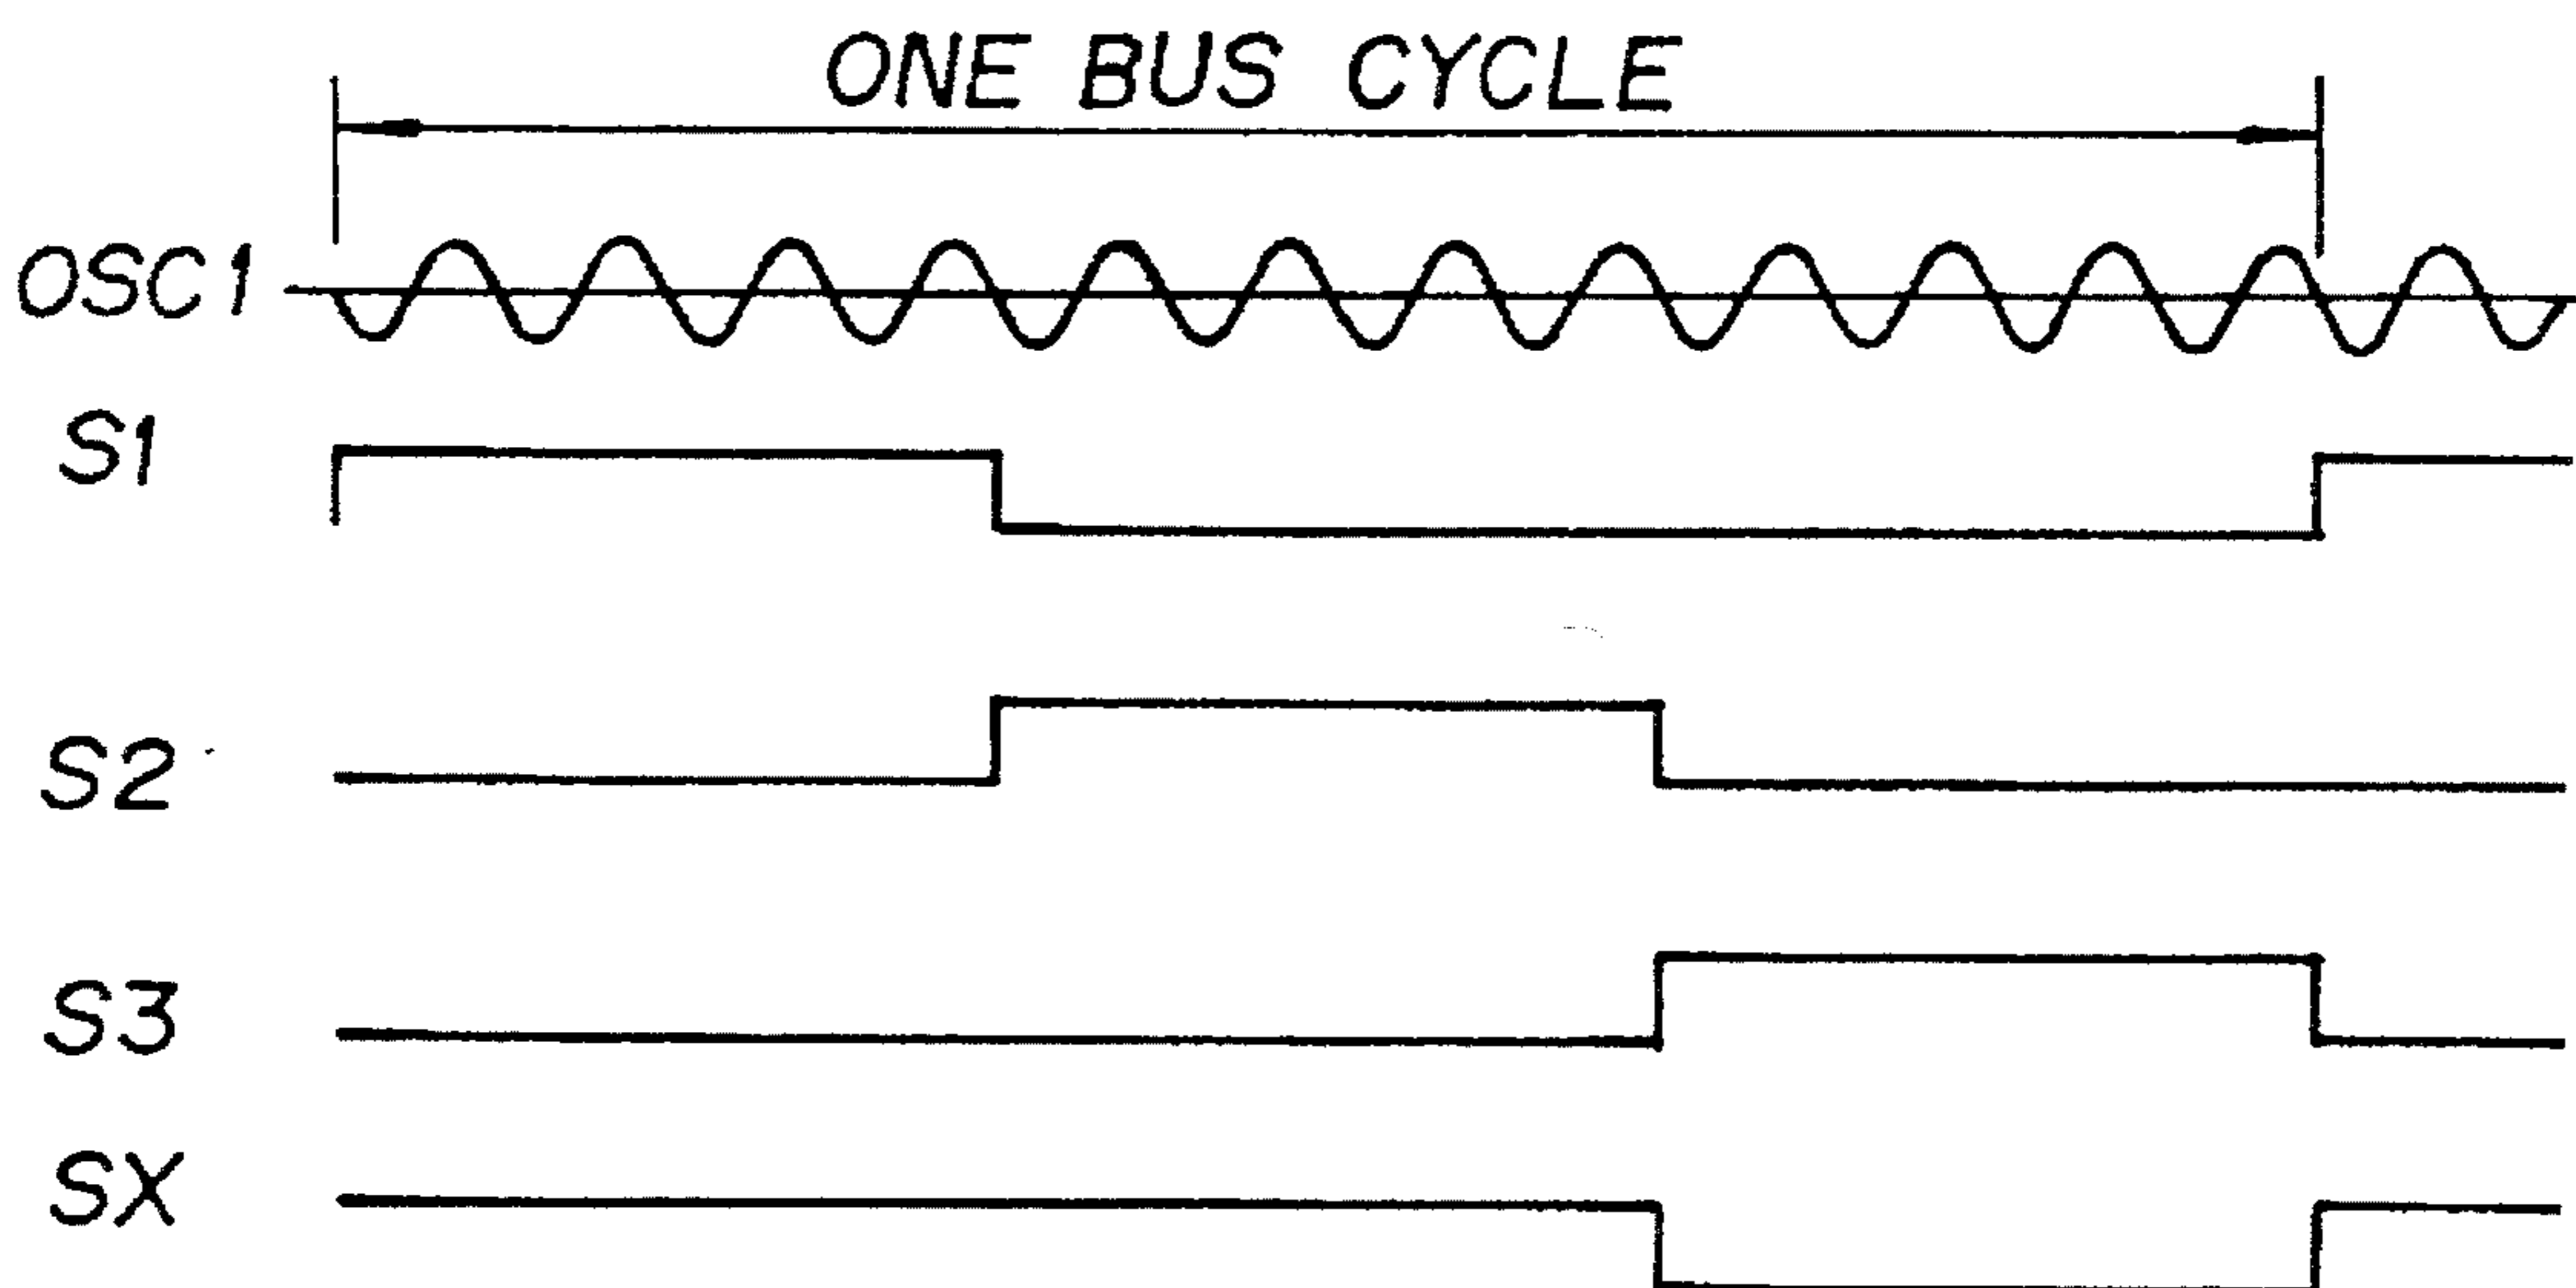 ONE BUS CYCLE
OSC1
S1
S2
S3
SX